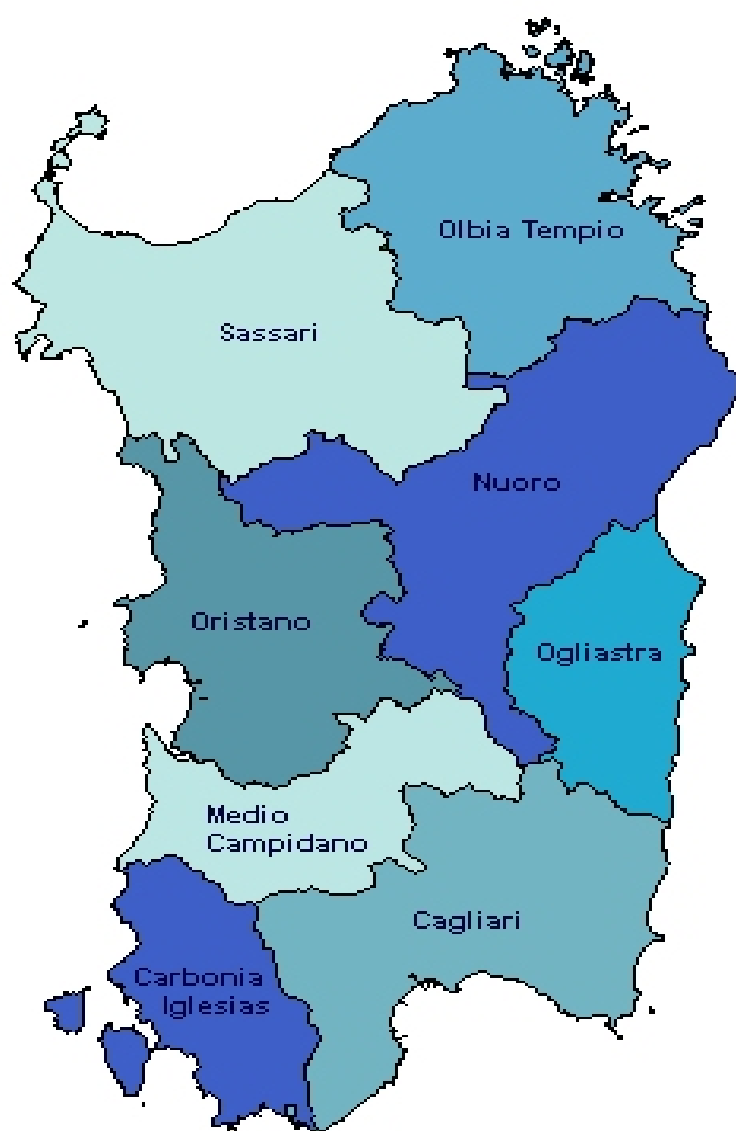 Olbia Tempio
Sassari
Nuoro
Oristano
Ogliastra
Medio
Campidano
Cagliari
Carbonia
Iglesias